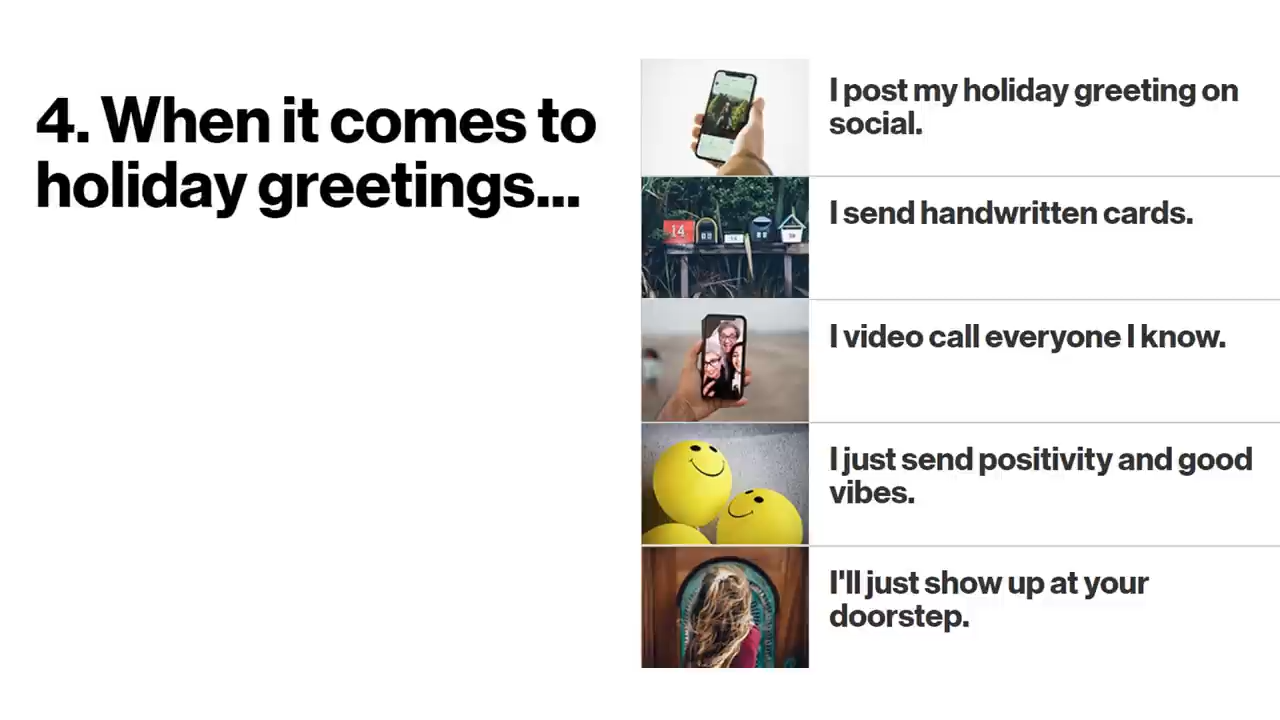 4. When it comes to
holiday greetings...
I post my holiday greeting on
social.
14
I send handwritten cards.
I video call everyone I know.
I just send positivity and good
vibes.
I'll just show up at your
doorstep.